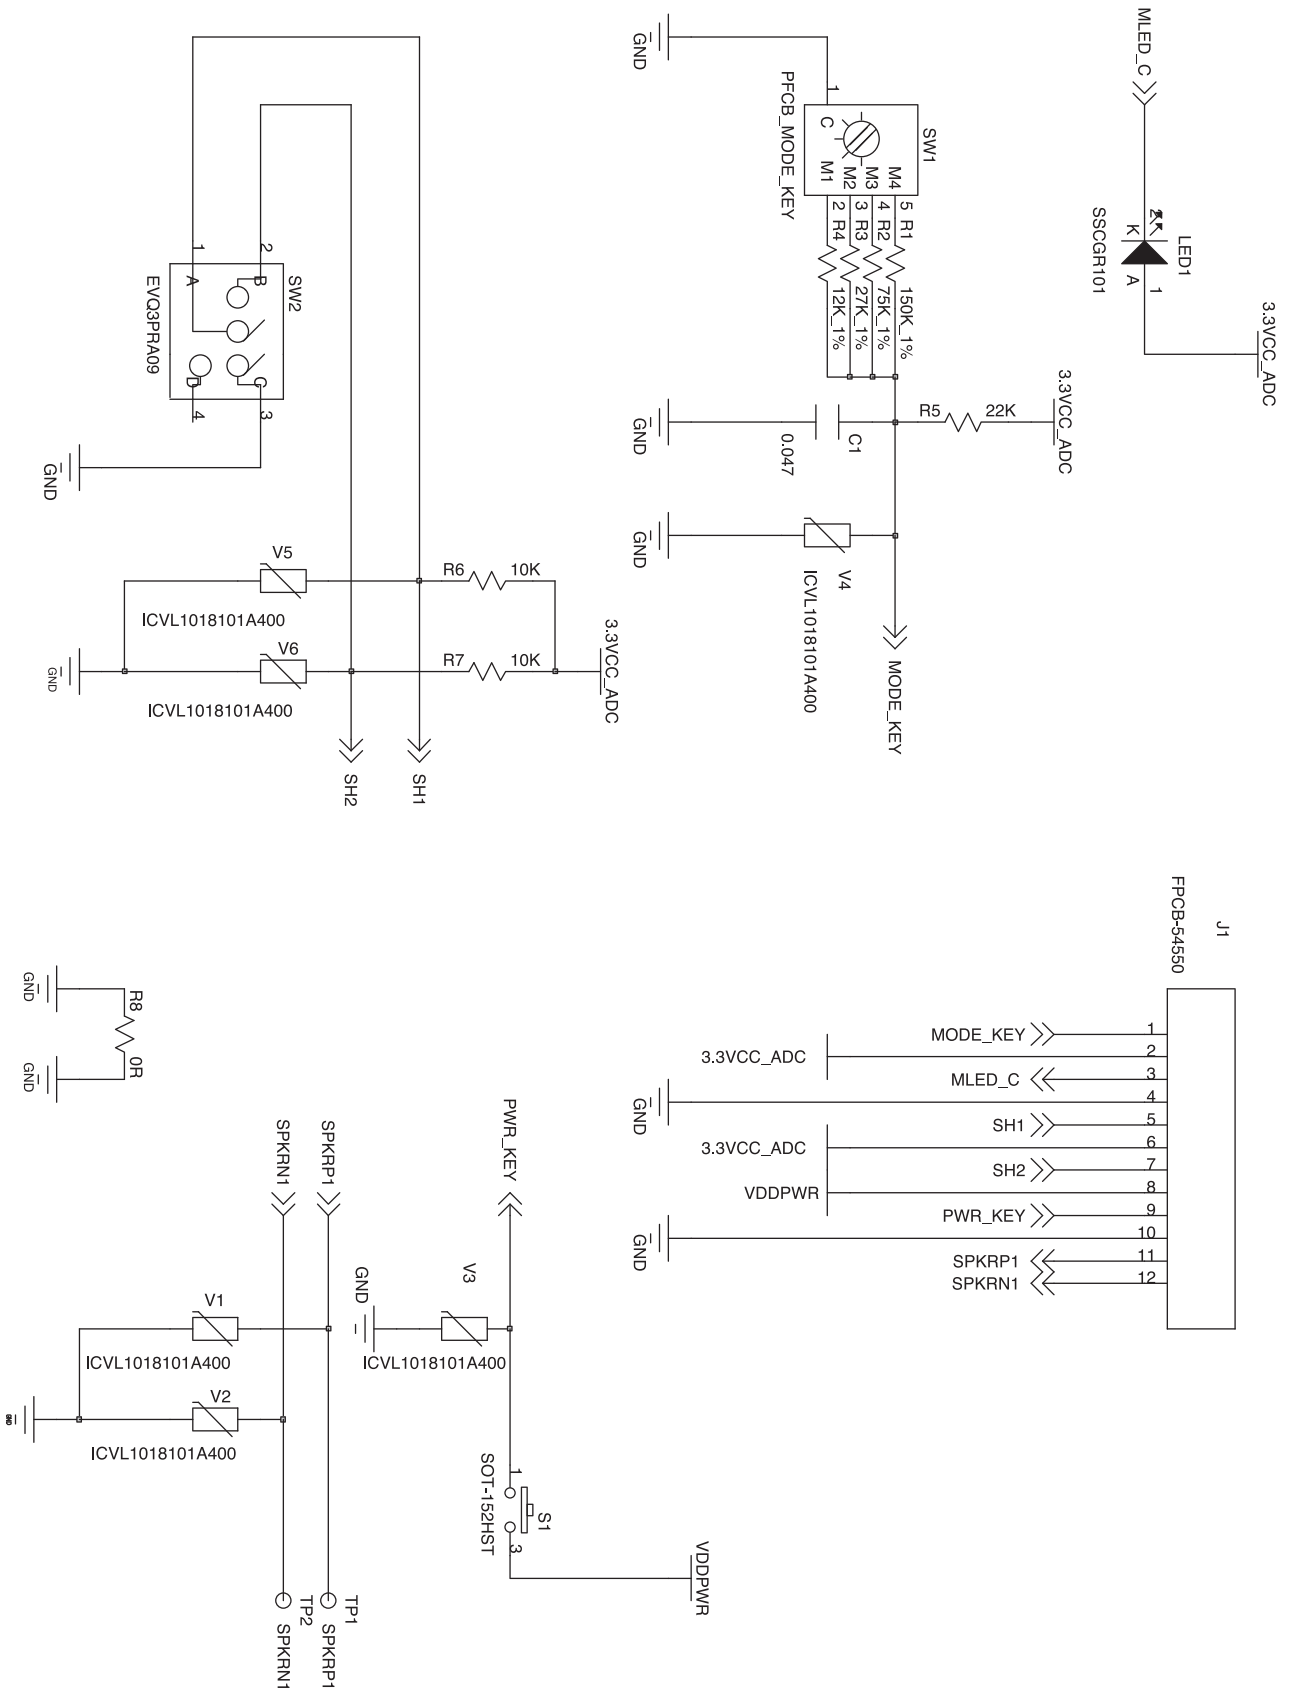 MLED_C
2
K
A
1
LED1
SSCGR101
3.3VCC_ADC
GND
1
SW1
C
M1
M2
M3
M4
PFCB_MODE_KEY
5 R1
150K_1%
4 R2
75K_1%
3 R3
27K_1%
2 R4
12K_1%
R5
22K
3.3VCC_ADC
C1
0.047
GND
V4
ICVL1018101A400
GND
MODE_KEY
1
2
A
B
C
D
3
4
SW2
EVQ3PRA09
GND
V5
ICVL1018101A400
V6
ICVL1018101A400
GND
R6
10K
R7
10K
3.3VCC_ADC
SH1
SH2
J1
FPCB-54550
MODE_KEY
1
3.3VCC_ADC
2
MLED_C
3
GND
4
SH1
5
3.3VCC_ADC
6
SH2
7
VDDPWR
8
PWR_KEY
9
GND
10
SPKRP1
11
SPKRN1
12
R8
0R
GND
GND
PWR_KEY
V3
ICVL1018101A400
GND
1
S1
3
SOT-152HST
VDDPWR
SPKRP1
SPKRN1
V1
ICVL1018101A400
V2
ICVL1018101A400
GND
TP1
SPKRP1
TP2
SPKRN1